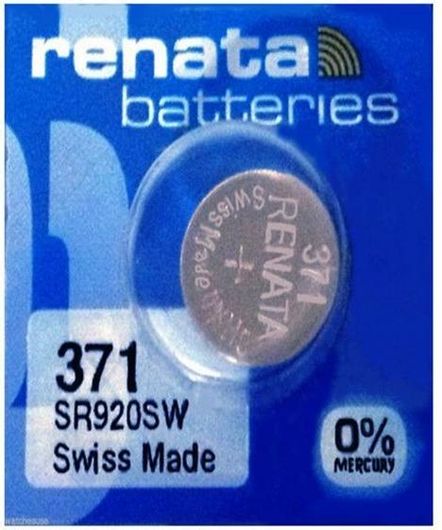 renata
batteries
371
RENATA
Swiss Made
+
371
SR920SW
Swiss Made
0%
MERCURY